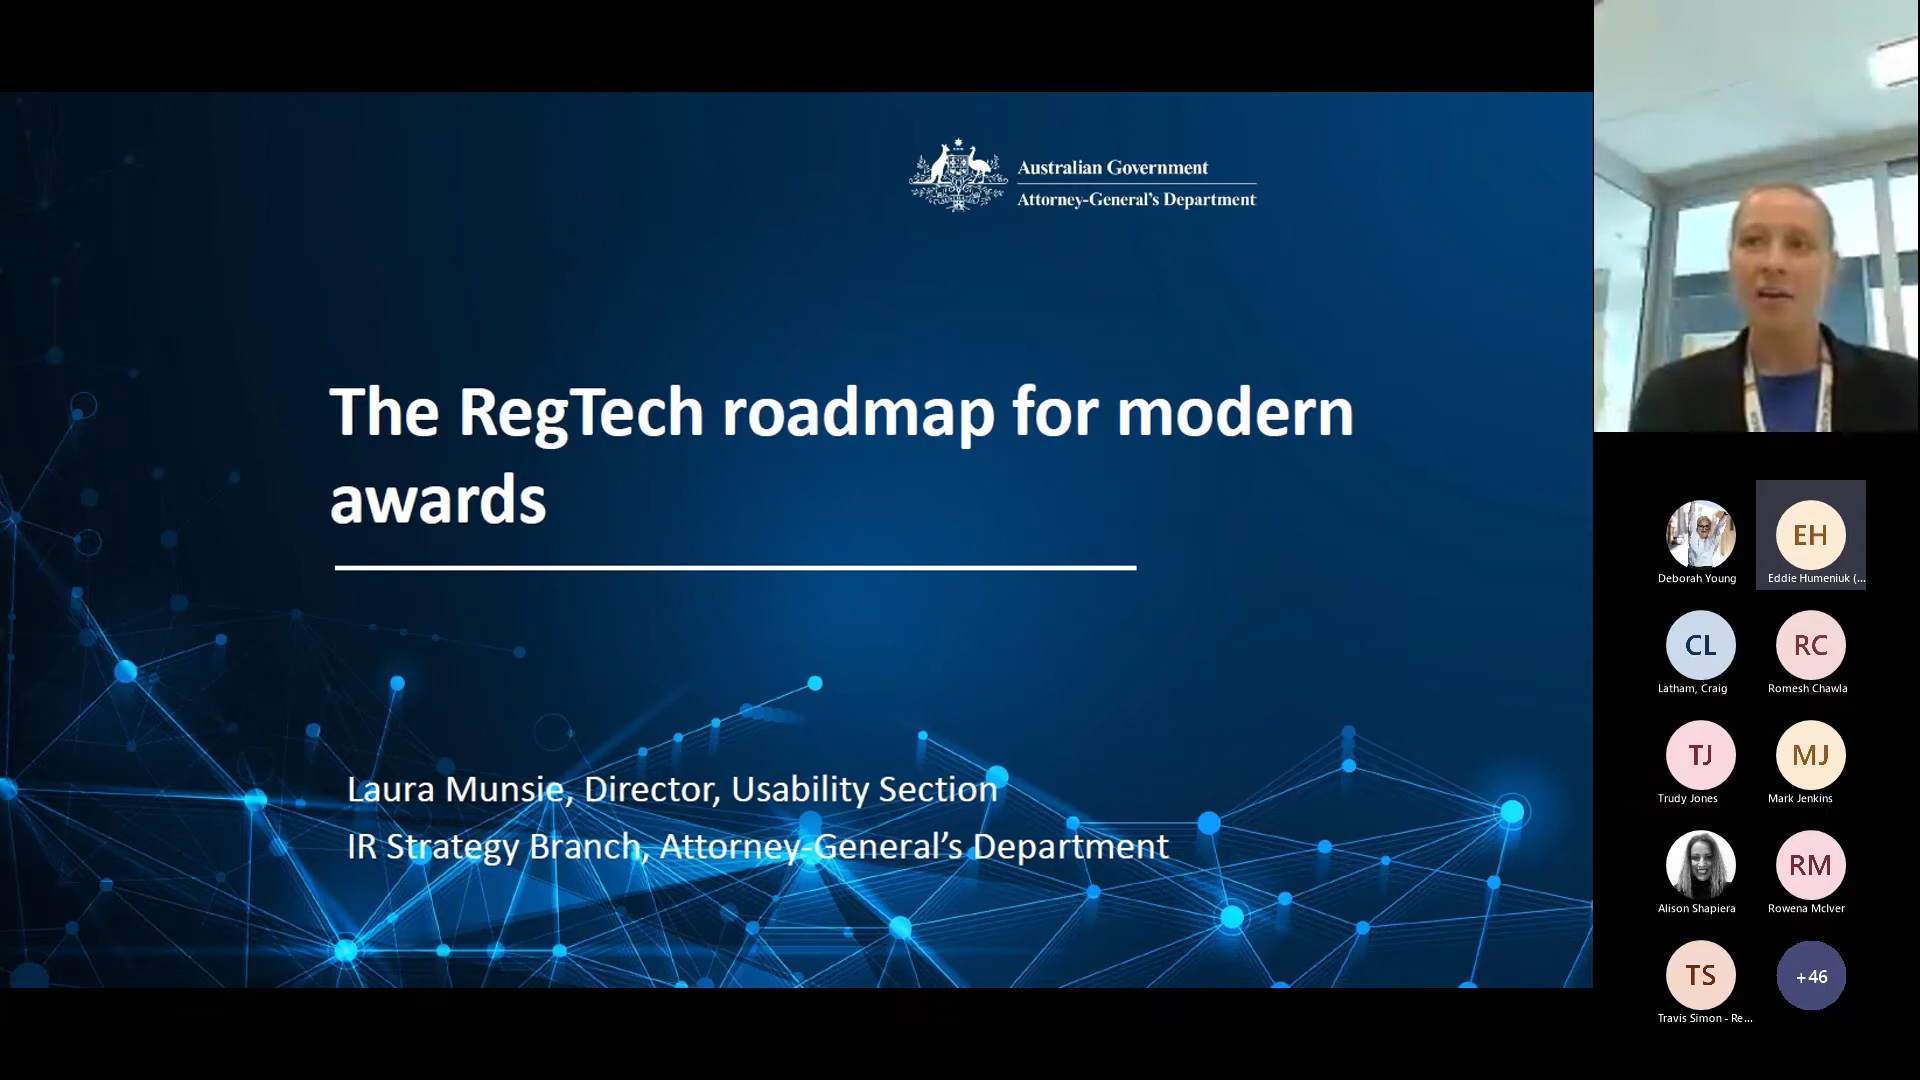 Australian Government
Attorney-General's Department
The RegTech roadmap for modern
awards
Laura Munsie, Director, Usability Section
IR Strategy Branch, Attorney-General's Department
Deborah Young
EH
Eddie Humeniuk (...
CL
Latham, Craig
RC
Romesh Chawla
TJ
Trudy Jones
MJ
Mark Jenkins
Alison Shapiera
RM
Rowena McIver
TS
Travis Simon - Re...
+46